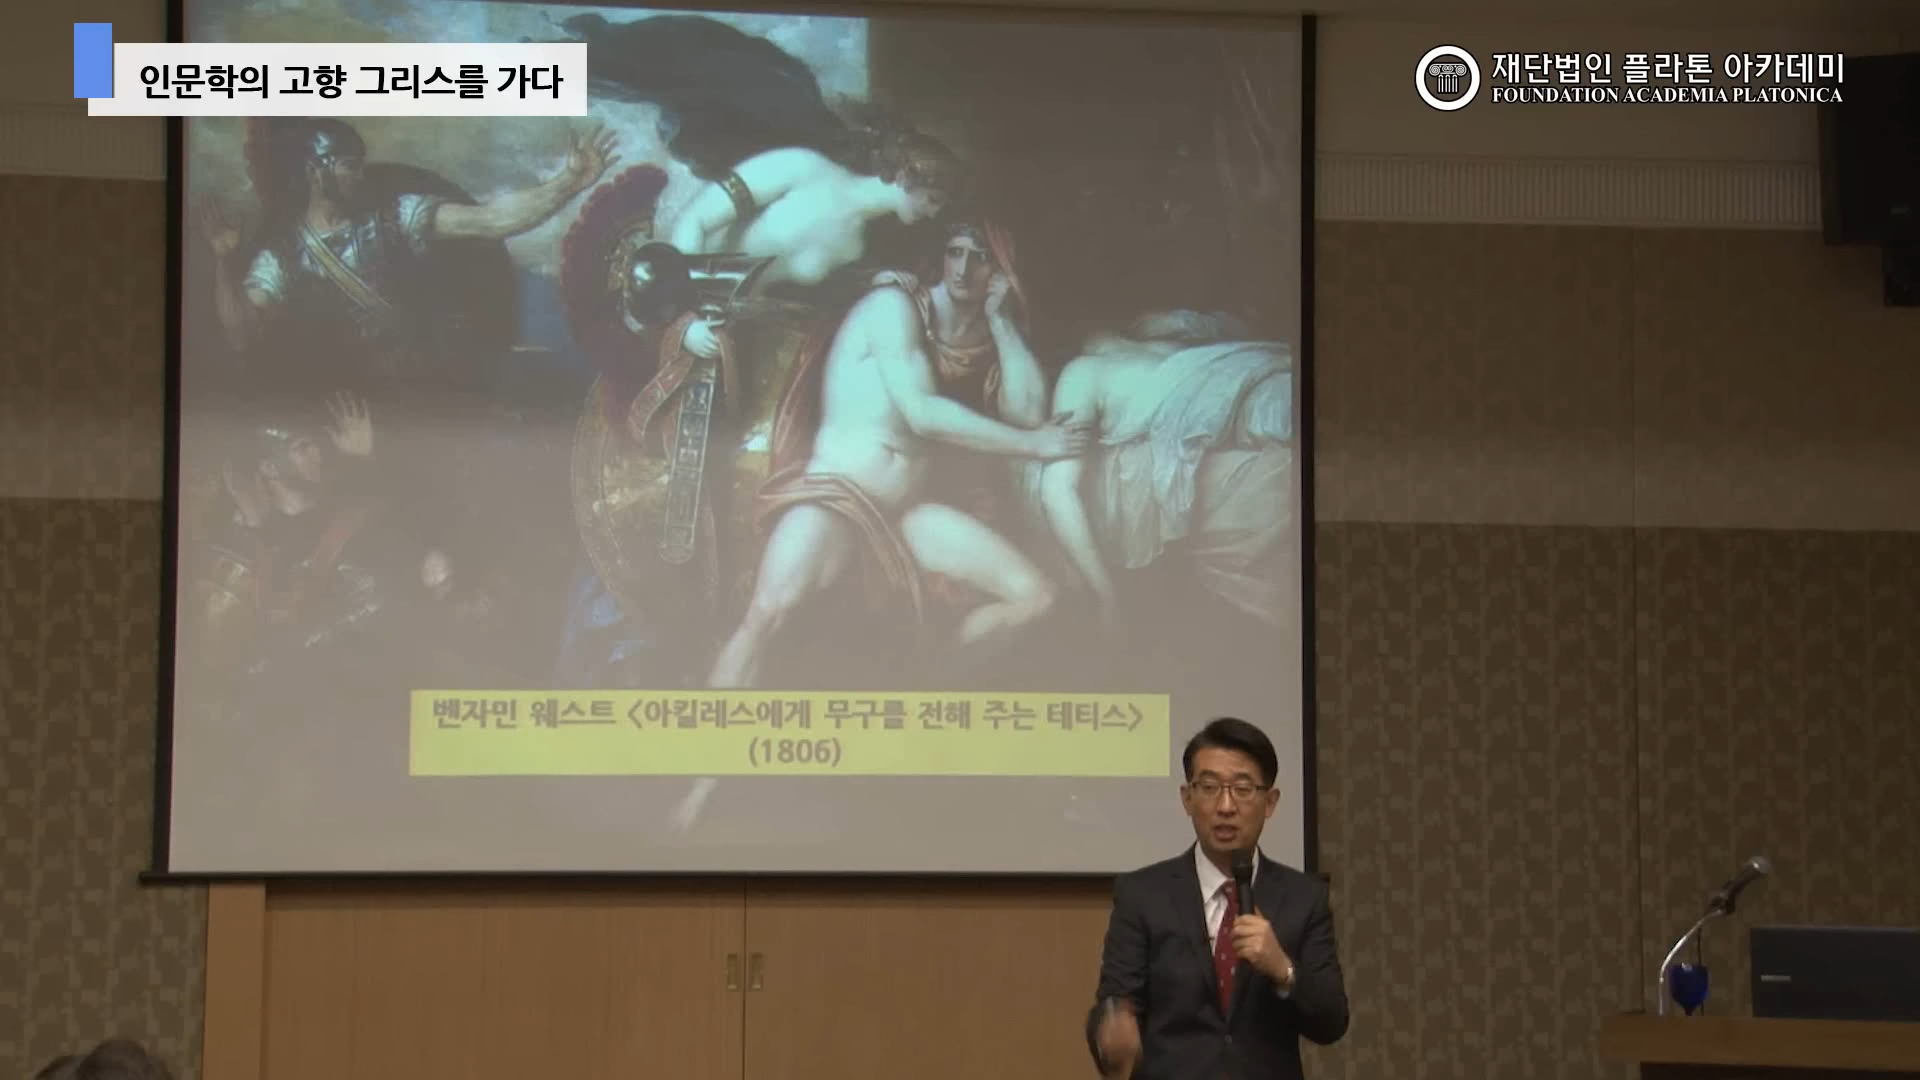 인문학의 고향 그리스를 가다
재단법인 플라톤 아카데미
FOUNDATION ACADEMIA PLATONICA
벤자민 웨스트 <아킬레스에게 무구를 전해 주는 테티스>
(1806)